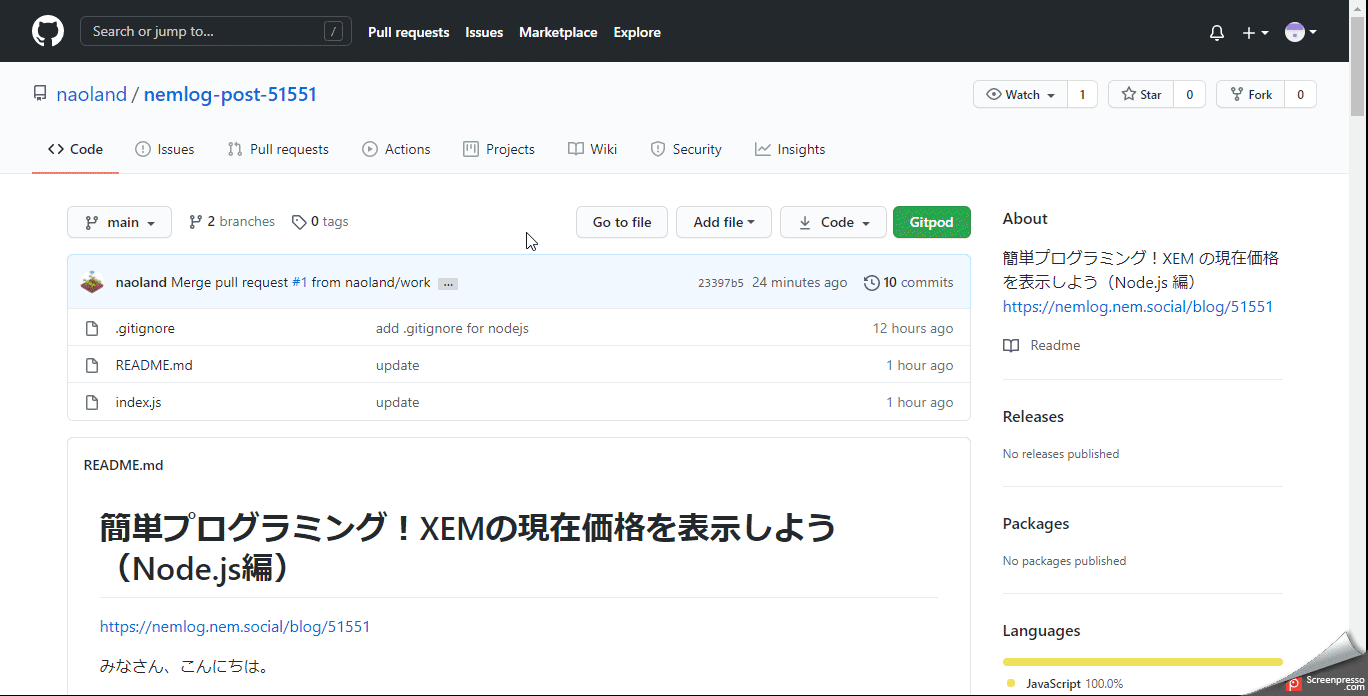 Search or jump to... /
Pull requests Issues Marketplace Explore
naoland / nemlog-post-51551
Watch 1 Star 0 Fork 0
Code Issues Pull requests Actions Projects Wiki Security Insights
main 2 branches 0 tags Go to file Add file Code Gitpod
naoland Merge pull request #1 from naoland/work ... 23397b5 24 minutes ago 10 commits
.gitignore add .gitignore for nodejs 12 hours ago
README.md update 1 hour ago
index.js update 1 hour ago
README.md
簡単プログラミング！XEMの現在価格を表示しよう
（Node.js編）
https://nemlog.nem.social/blog/51551
みなさん、こんにちは。
About
簡単プログラミング！XEM の現在価格
を表示しよう（Node.js 編）
https://nemlog.nem.social/blog/51551
Readme
Releases
No releases published
Packages
No packages published
Languages
JavaScript 100.0%
Screenpresso
.com